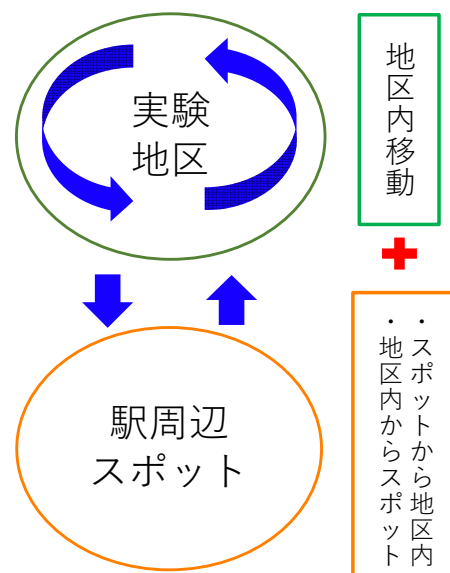 実験
地区
地区内移動
駅周辺
スポット
・スポットから地区内
・地区内からスポット